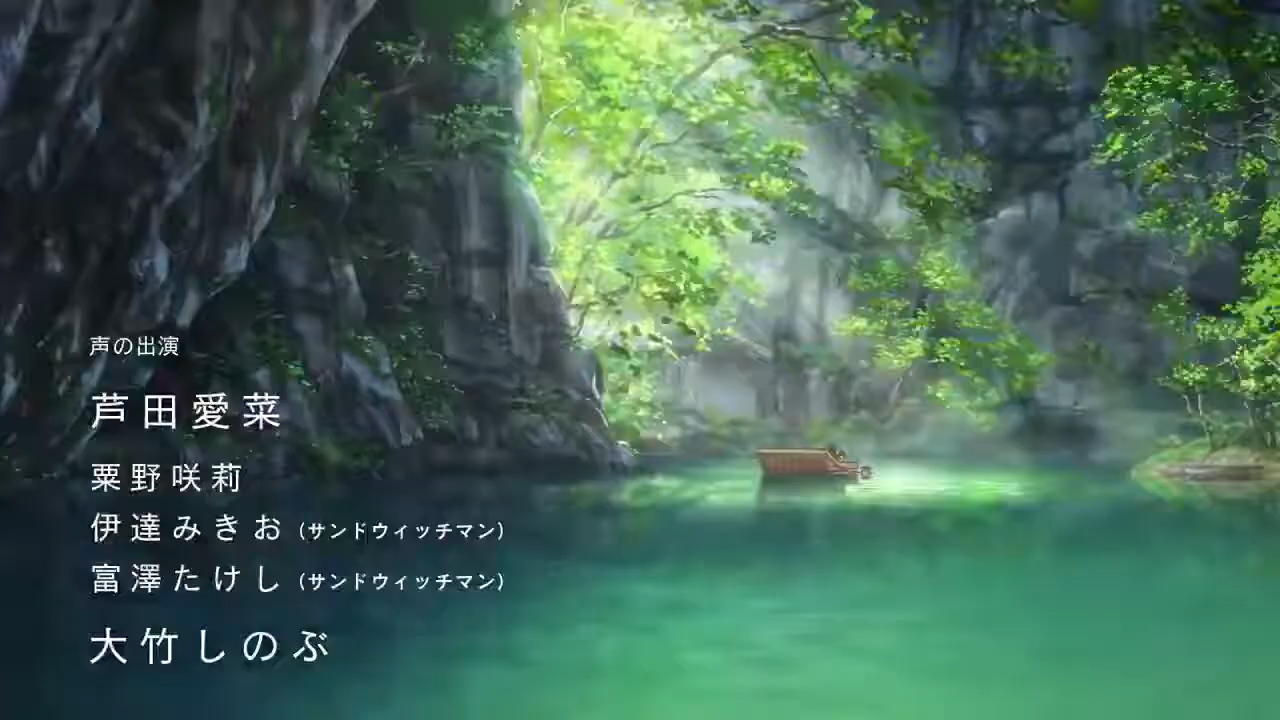 声の出演
芦田愛菜
粟野咲莉
伊達みきお（サンドウィッチマン）
富澤たけし（サンドウィッチマン）
大竹しのぶ